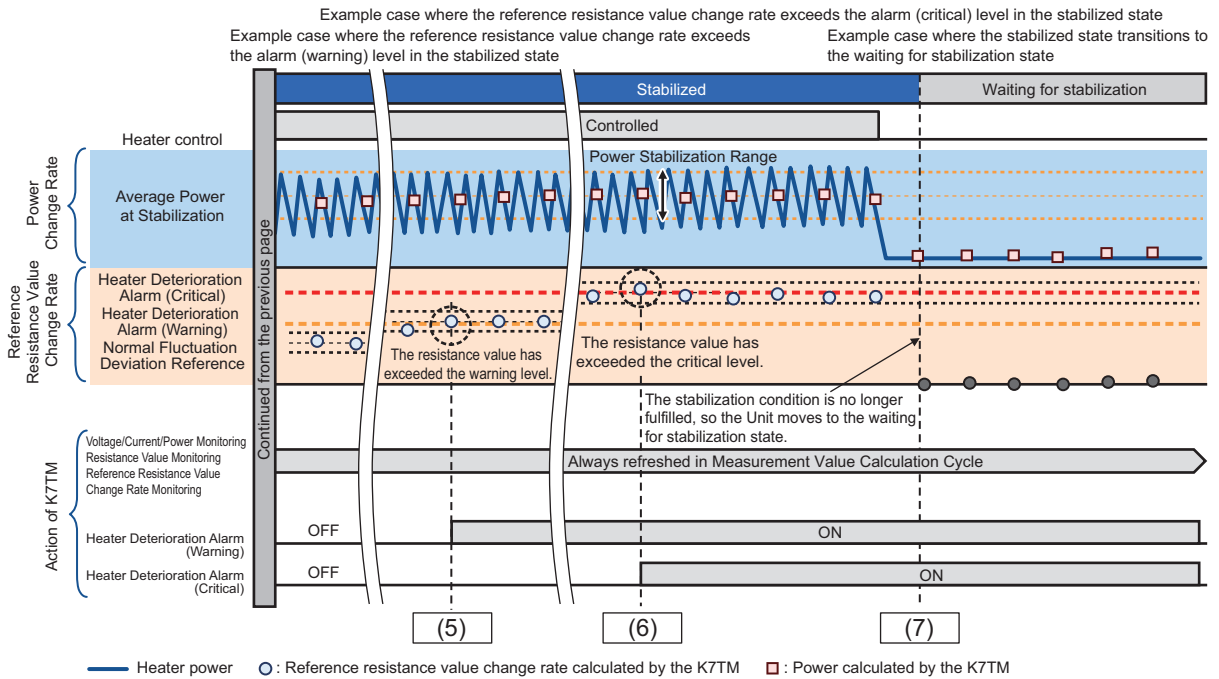 Example case where the reference resistance value change rate exceeds the alarm (critical) level in the stabilized state
Example case where the reference resistance value change rate exceeds
the alarm (warning) level in the stabilized state
Example case where the stabilized state transitions to
the waiting for stabilization state
Stabilized
Waiting for stabilization
Heater control
Controlled
Power
Change Rate
Average Power
at Stabilization
Power Stabilization Range
Continued from the previous page
Reference
Resistance Value
Change Rate
Heater Deterioration
Alarm (Critical)
Heater Deterioration
Alarm (Warning)
Normal Fluctuation
Deviation Reference
The resistance value has
exceeded the warning level.
The resistance value has
exceeded the critical level.
The stabilization condition is no longer
fulfilled, so the Unit moves to the waiting
for stabilization state.
Action of K7TM
Voltage/Current/Power Monitoring
Resistance Value Monitoring
Reference Resistance Value
Change Rate Monitoring
Always refreshed in Measurement Value Calculation Cycle
Heater Deterioration Alarm
(Warning)
OFF
ON
Heater Deterioration Alarm
(Critical)
OFF
ON
(5)
(6)
(7)
Heater power
: Reference resistance value change rate calculated by the K7TM
: Power calculated by the K7TM